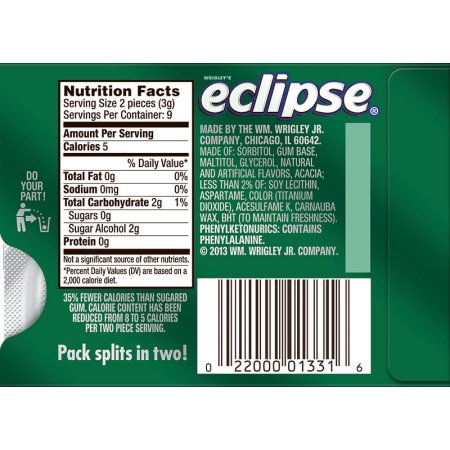 Nutrition Facts
Serving Size 2 pieces (3g)
Servings Per Container: 9
Amount Per Serving
Calories 5
% Daily Value*
Total Fat 0g 0%
Sodium 0mg 0%
Total Carbohydrate 2g 1%
Sugars 0g
Sugar Alcohol 2g
Protein 0g
Not a significant source of other nutrients.
*Percent Daily Values (DV) are based on a
2,000 calorie diet.
35% FEWER CALORIES THAN SUGARED
GUM. CALORIE CONTENT HAS BEEN
REDUCED FROM 8 TO 5 CALORIES
PER TWO PIECE SERVING.
Pack splits in two!
DO
YOUR
PART!
WRIGLEY'S
eclipse®
MADE BY THE WM. WRIGLEY JR.
COMPANY, CHICAGO, IL 60642.
MADE OF: SORBITOL, GUM BASE,
MALTITOL, GLYCEROL, NATURAL
AND ARTIFICIAL FLAVORS, ACACIA;
LESS THAN 2% OF: SOY LECITHIN,
ASPARTAME, COLOR (TITANIUM
DIOXIDE), ACESULFAME K, CARNAUBA
WAX, BHT (TO MAINTAIN FRESHNESS).
PHENYLKETONURICS: CONTAINS
PHENYLALANINE.
© 2013 WM. WRIGLEY JR. COMPANY.
0 22000 01331 6